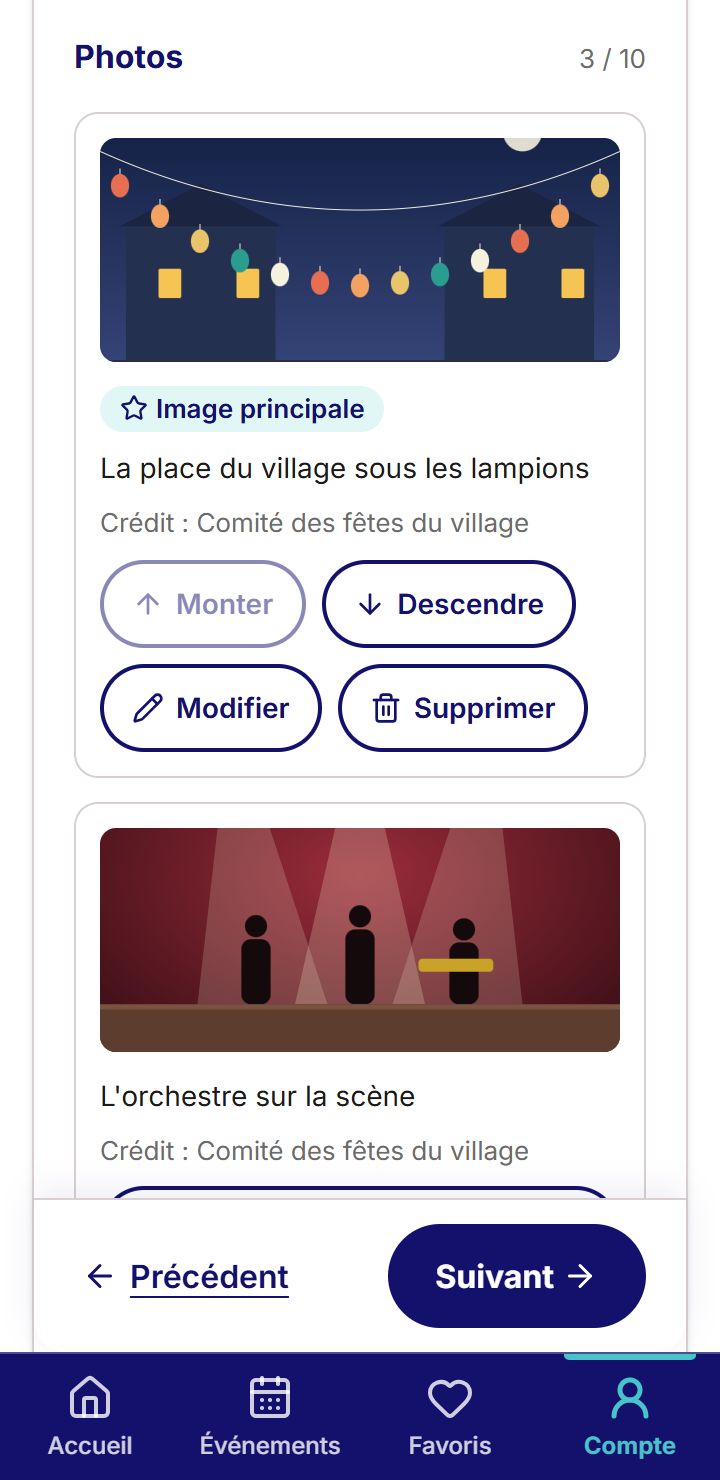 Photos
3 / 10
Image principale
La place du village sous les lampions
Crédit : Comité des fêtes du village
Monter
Descendre
Modifier
Supprimer
L'orchestre sur la scène
Crédit : Comité des fêtes du village
Précédent
Suivant
Accueil
Événements
Favoris
Compte